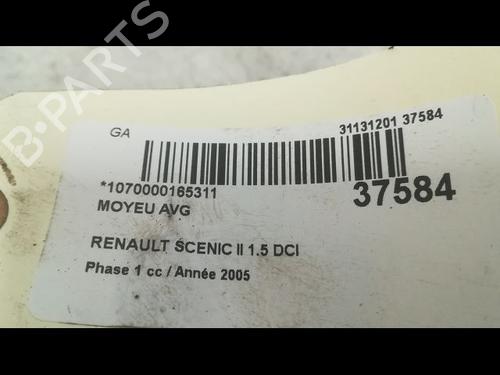 B-PARTS
GA
31131201 37584
*1070000165311
37584
MOYEU AVG
RENAULT SCENIC II 1.5 DCI
Phase 1 cc / Année 2005